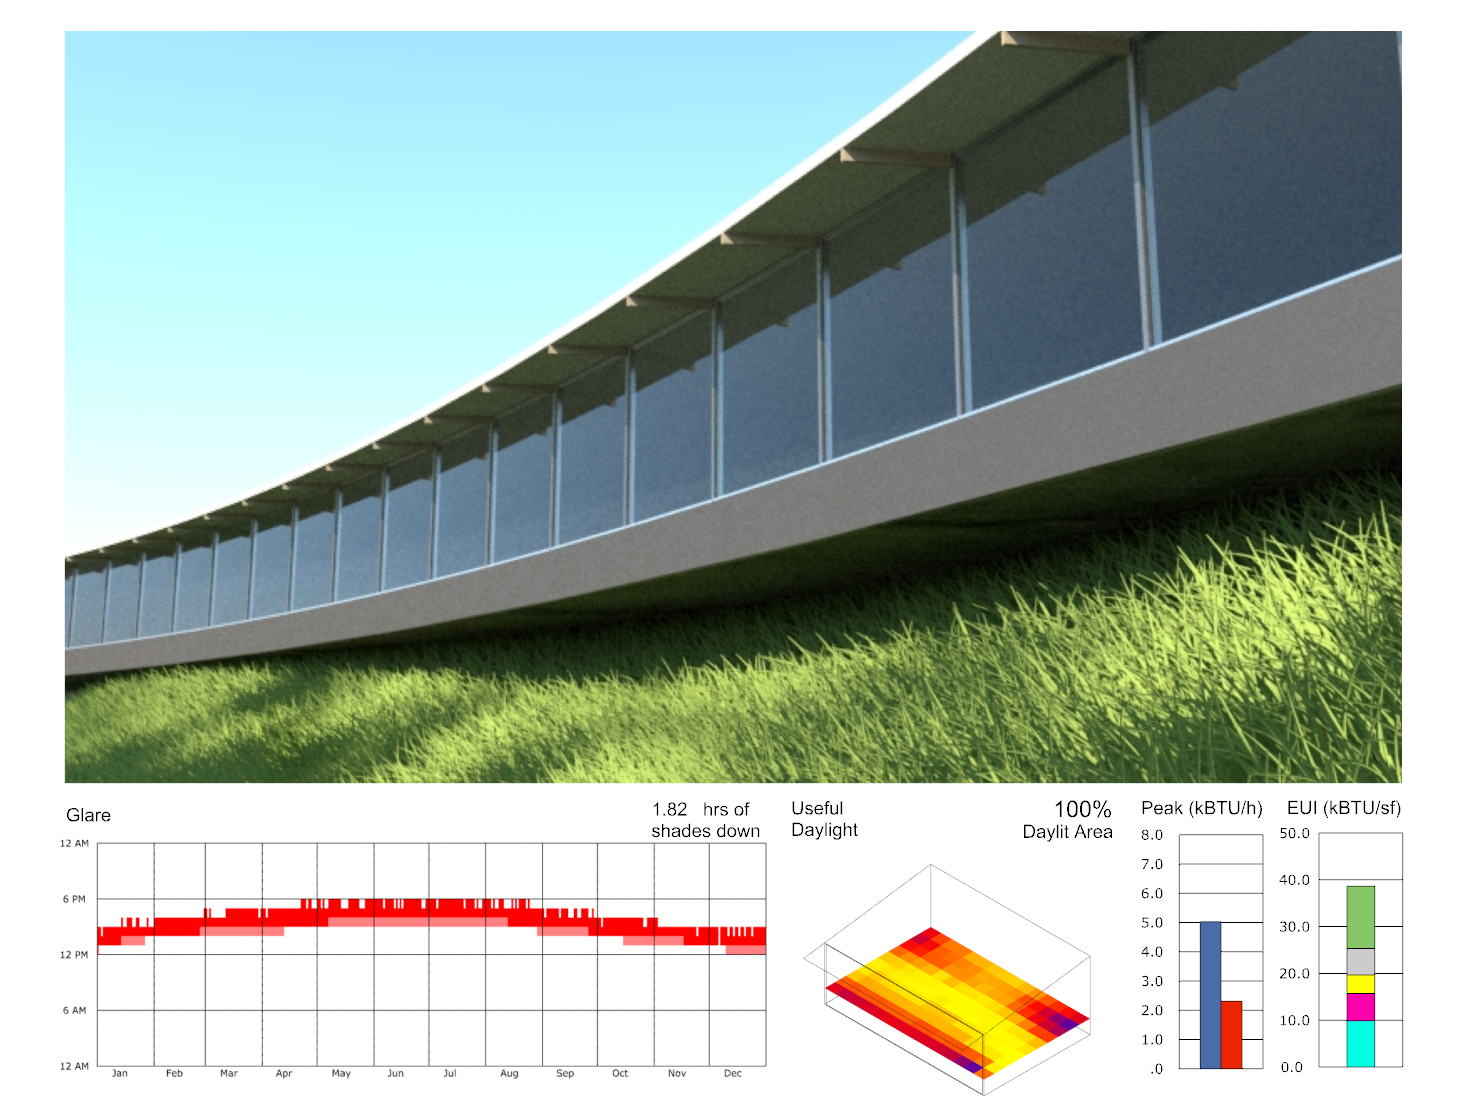 Glare
1.82 hrs of
shades down
12 AM
6 PM
12 PM
6 AM
12 AM
Jan Feb Mar Apr May Jun Jul Aug Sep Oct Nov Dec
Useful
Daylight
100%
Daylit Area
Peak (kBTU/h)
8.0
7.0
6.0
5.0
4.0
3.0
2.0
1.0
.0
EUI (kBTU/sf)
50.0
40.0
30.0
20.0
10.0
0.0